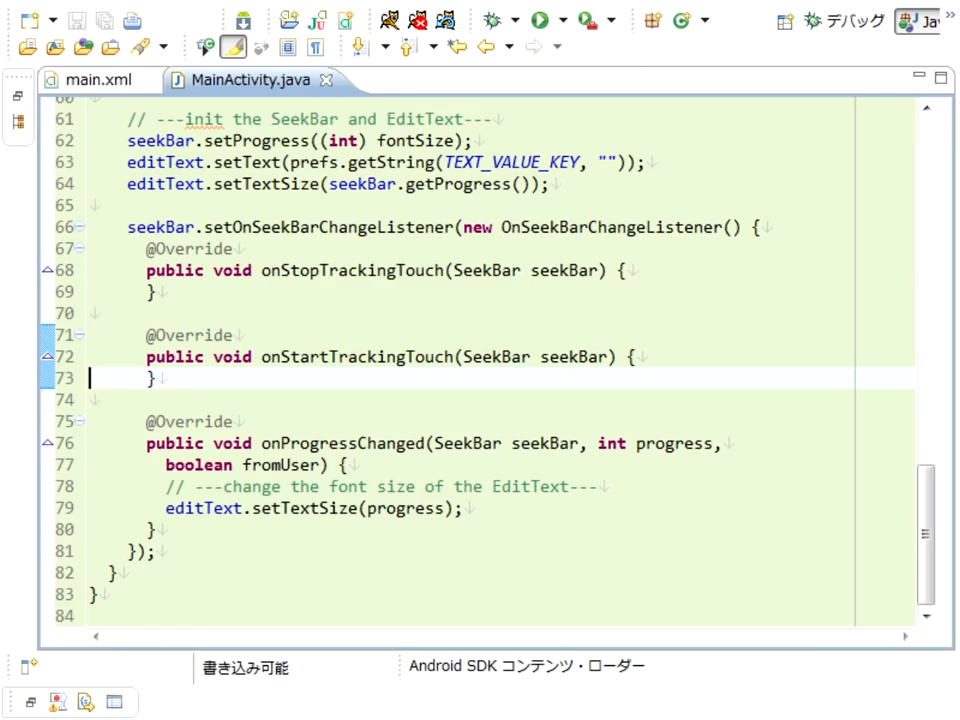 デバッグ
Ja
main.xml
MainActivity.java
60
61 // ---init the SeekBar and EditText---
62 seekBar.setProgress((int) fontSize);
63 editText.setText(prefs.getString(TEXT_VALUE_KEY, ""));
64 editText.setTextSize(seekBar.getProgress());
65
66 seekBar.setOnSeekBarChangeListener(new OnSeekBarChangeListener() {
67 @Override
68 public void onStopTrackingTouch(SeekBar seekBar) {
69 }
70
71 @Override
72 public void onStartTrackingTouch(SeekBar seekBar) {
73 }
74
75 @Override
76 public void onProgressChanged(SeekBar seekBar, int progress,
77 boolean fromUser) {
78 // ---change the font size of the EditText---
79 editText.setTextSize(progress);
80 }
81 });
82 }
83 }
84
書き込み可能
Android SDK コンテンツ・ローダー